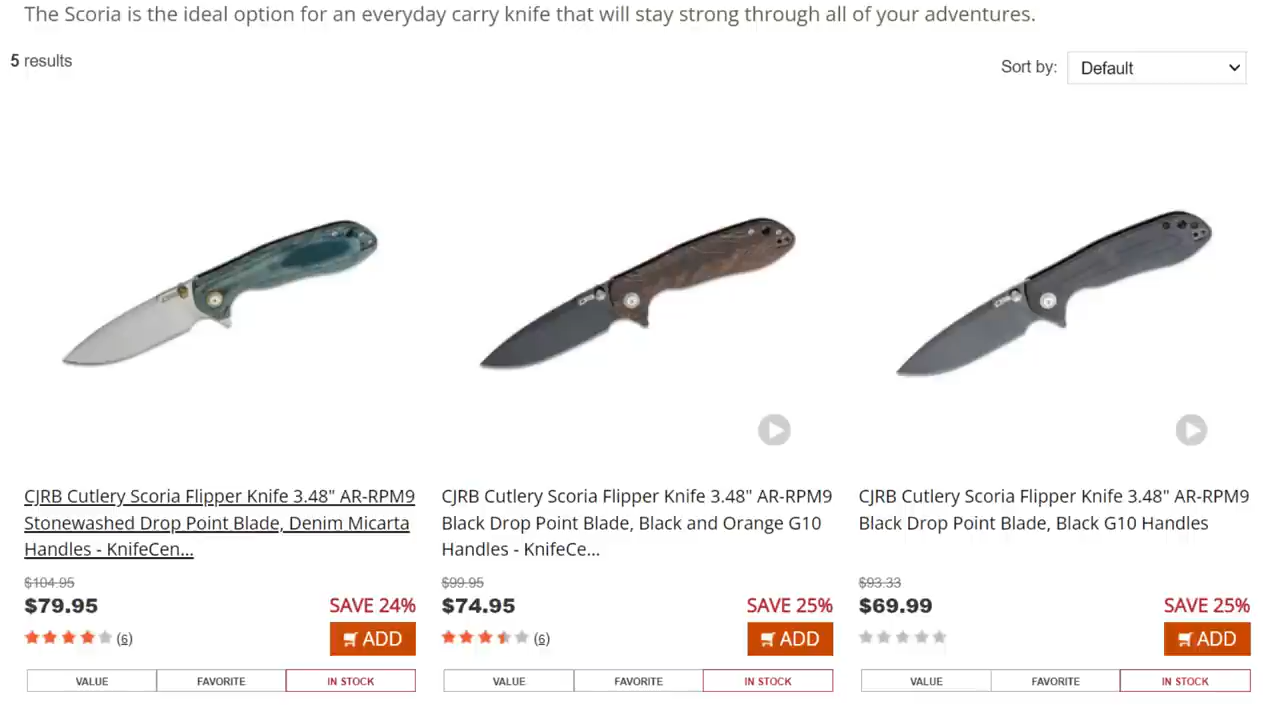 The Scoria is the ideal option for an everyday carry knife that will stay strong through all of your adventures.
5 results
Sort by:
Default
CJRB Cutlery Scoria Flipper Knife 3.48" AR-RPM9
Stonewashed Drop Point Blade, Denim Micarta
Handles - KnifeCen...
$104.95
$79.95
SAVE 24%
(6)
ADD
VALUE
FAVORITE
IN STOCK
CJRB Cutlery Scoria Flipper Knife 3.48" AR-RPM9
Black Drop Point Blade, Black and Orange G10
Handles - KnifeCe...
$99.95
$74.95
SAVE 25%
(6)
ADD
VALUE
FAVORITE
IN STOCK
CJRB Cutlery Scoria Flipper Knife 3.48" AR-RPM9
Black Drop Point Blade, Black G10 Handles
$93.33
$69.99
SAVE 25%
ADD
VALUE
FAVORITE
IN STOCK